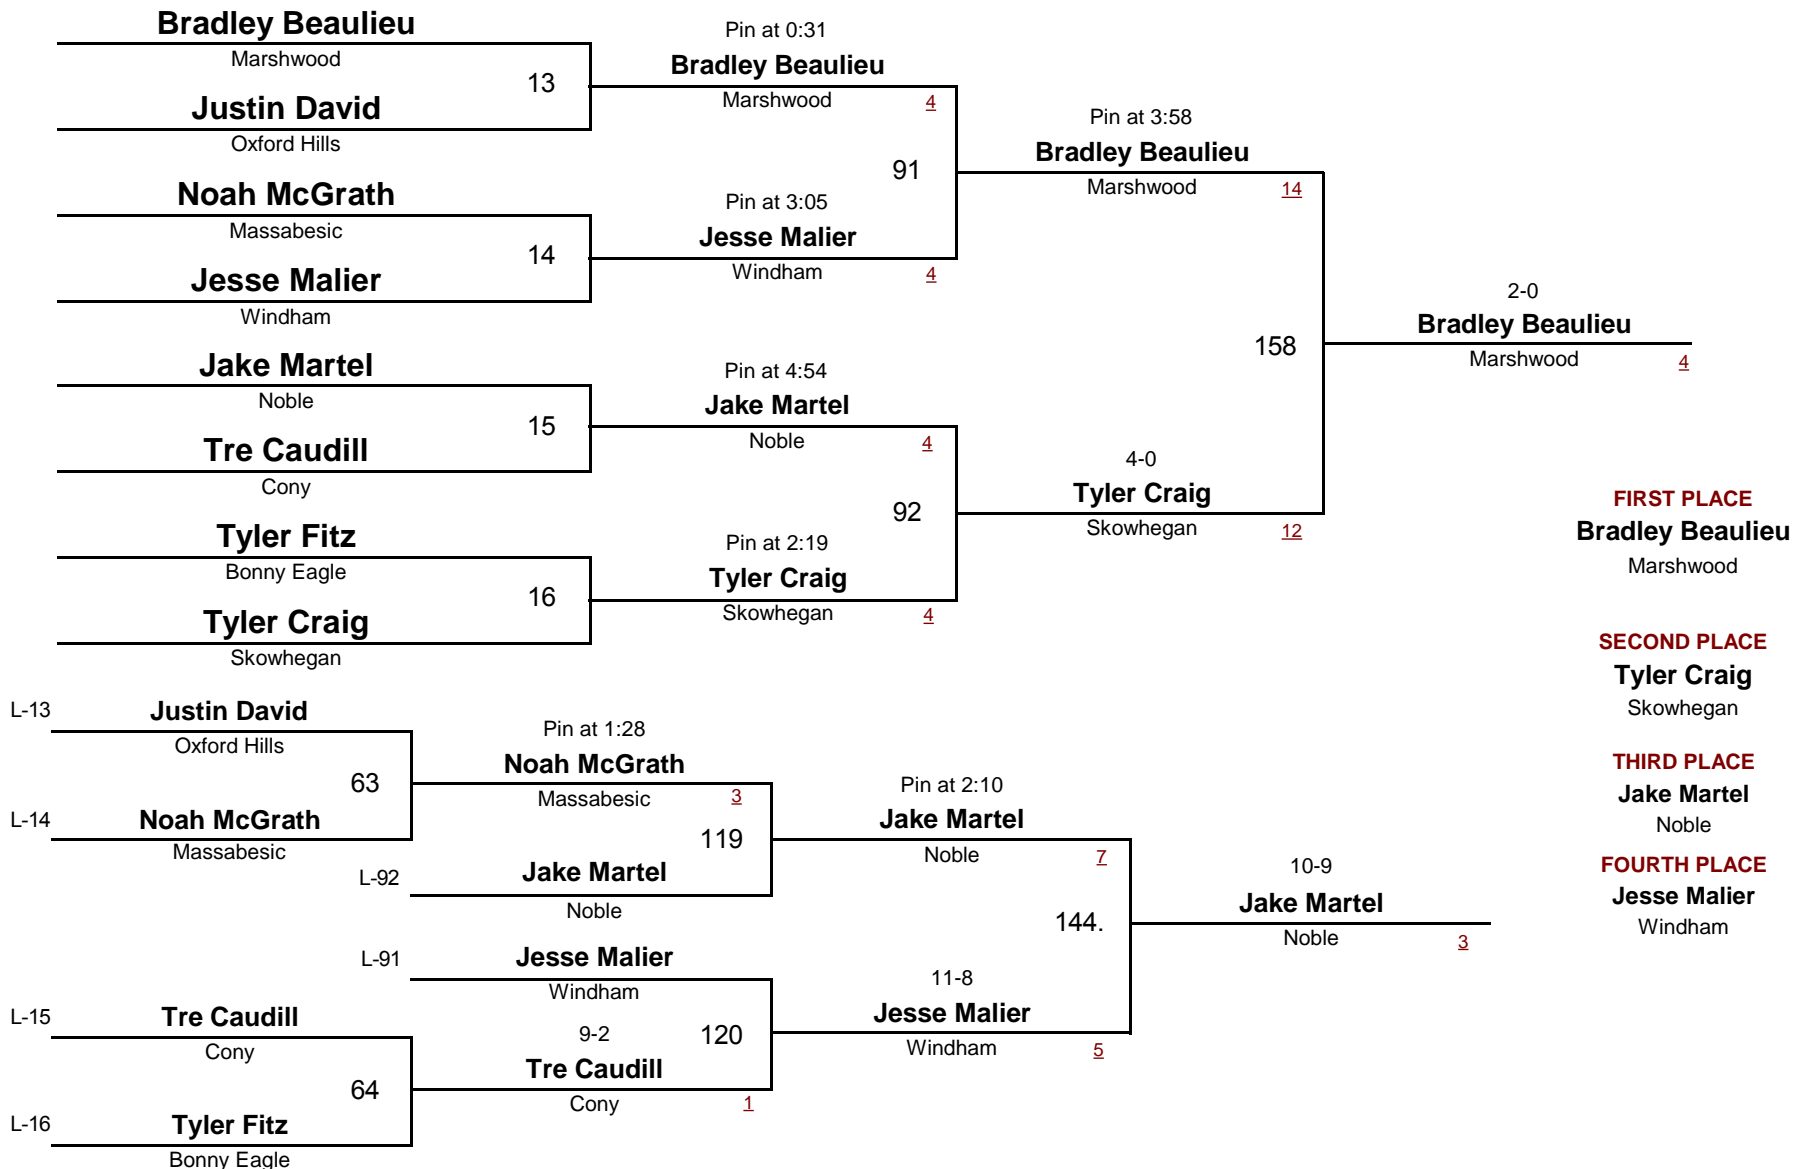 Bradley Beaulieu
Marshwood
13
Justin David
Oxford Hills
Noah McGrath
Massabesic
14
Jesse Malier
Windham
Jake Martel
Noble
15
Tre Caudill
Cony
Tyler Fitz
Bonny Eagle
16
Tyler Craig
Skowhegan
Pin at 0:31
Bradley Beaulieu
Marshwood
4
91
Pin at 3:05
Jesse Malier
Windham
4
Pin at 4:54
Jake Martel
Noble
4
92
Pin at 2:19
Tyler Craig
Skowhegan
4
Pin at 3:58
Bradley Beaulieu
Marshwood
14
158
4-0
Tyler Craig
Skowhegan
12
2-0
Bradley Beaulieu
Marshwood
4
FIRST PLACE
Bradley Beaulieu
Marshwood
SECOND PLACE
Tyler Craig
Skowhegan
THIRD PLACE
Jake Martel
Noble
FOURTH PLACE
Jesse Malier
Windham
L-13
Justin David
Oxford Hills
63
L-14
Noah McGrath
Massabesic
Pin at 1:28
Noah McGrath
Massabesic
3
119
L-92
Jake Martel
Noble
L-91
Jesse Malier
Windham
120
L-15
Tre Caudill
Cony
64
L-16
Tyler Fitz
Bonny Eagle
9-2
Tre Caudill
Cony
1
Pin at 2:10
Jake Martel
Noble
7
144.
11-8
Jesse Malier
Windham
5
10-9
Jake Martel
Noble
3